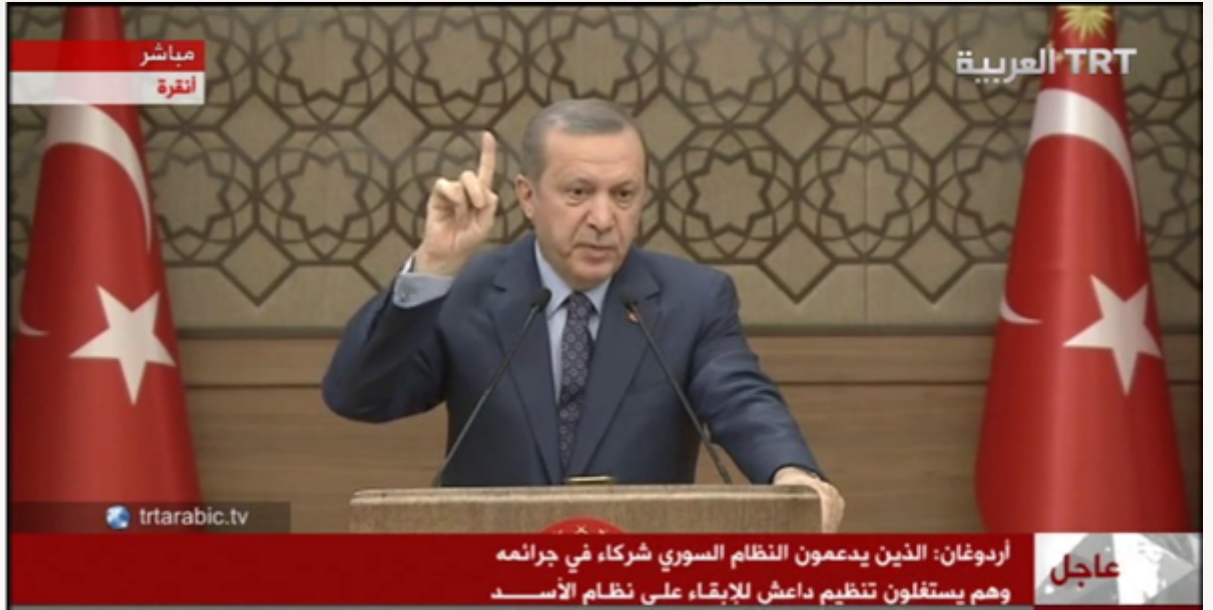 مباشر
أنقرة
TRT العربية
trtarabic.tv
عاجل
أردوغان: الذين يدعمون النظام السوري شركاء في جرائمه
وهم يستغلون تنظيم داعش للإبقاء على نظام الأســـد